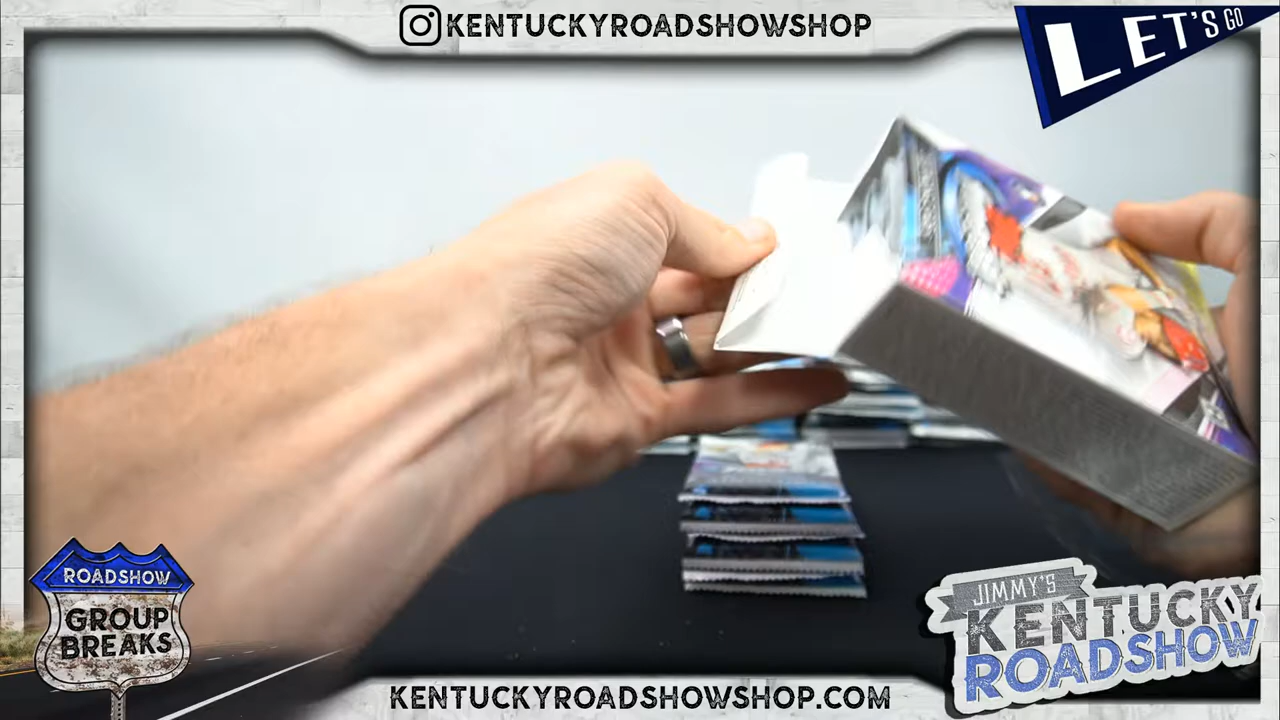 KENTUCKYROADSHOWSHOP
LET'S GO
ROADSHOW
GROUP
BREAKS
JIMMY'S
KENTUCKY
ROADSHOW
KENTUCKYROADSHOWSHOP.COM